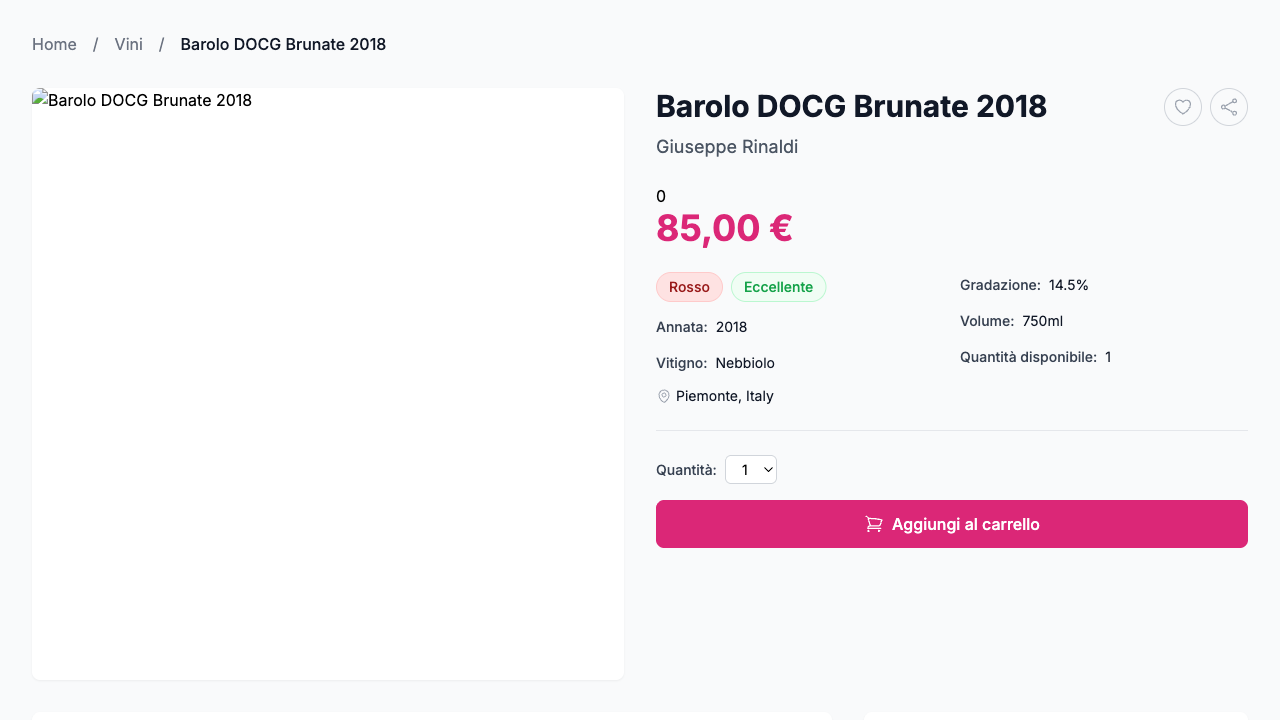 Home / Vini / Barolo DOCG Brunate 2018
Barolo DOCG Brunate 2018
Barolo DOCG Brunate 2018
Giuseppe Rinaldi
0
85,00 €
Rosso Eccellente
Annata: 2018
Vitigno: Nebbiolo
Piemonte, Italy
Gradazione: 14.5%
Volume: 750ml
Quantità disponibile: 1
Quantità: 1
Aggiungi al carrello